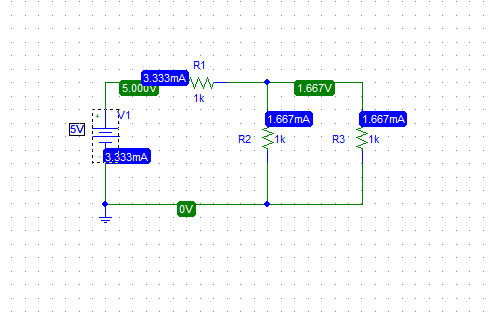 R1
3.333mA
5.000V
1.667V
1k
+
V1
1.667mA
1.667mA
5V
R2
1k
R3
1k
3.333mA
0V